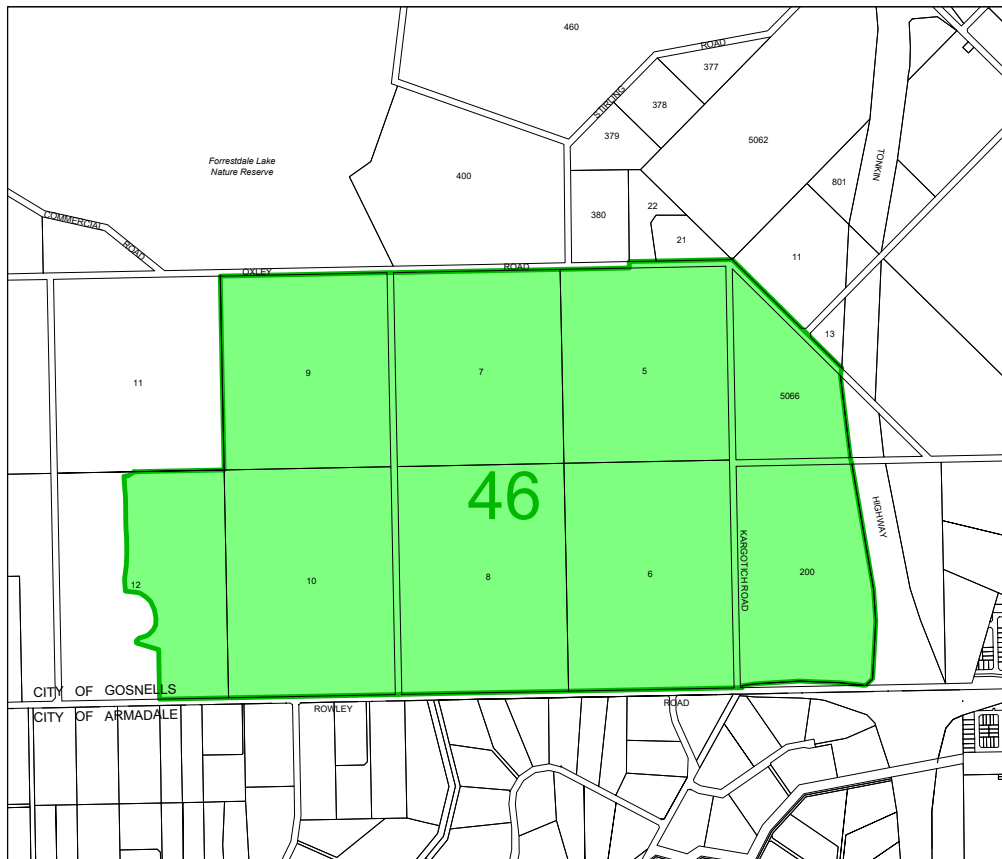 460
ROAD
377
STIRLING
378
379
5062
TONKIN
Forrestdale Lake
Nature Reserve
400
801
380
22
21
11
COMMERCIAL
ROAD
OXLEY
ROAD
13
11
9
7
5
5066
46
HIGHWAY
KARGOTICH ROAD
12
10
8
6
200
CITY OF GOSNELLS
CITY OF ARMADALE
ROWLEY
ROAD